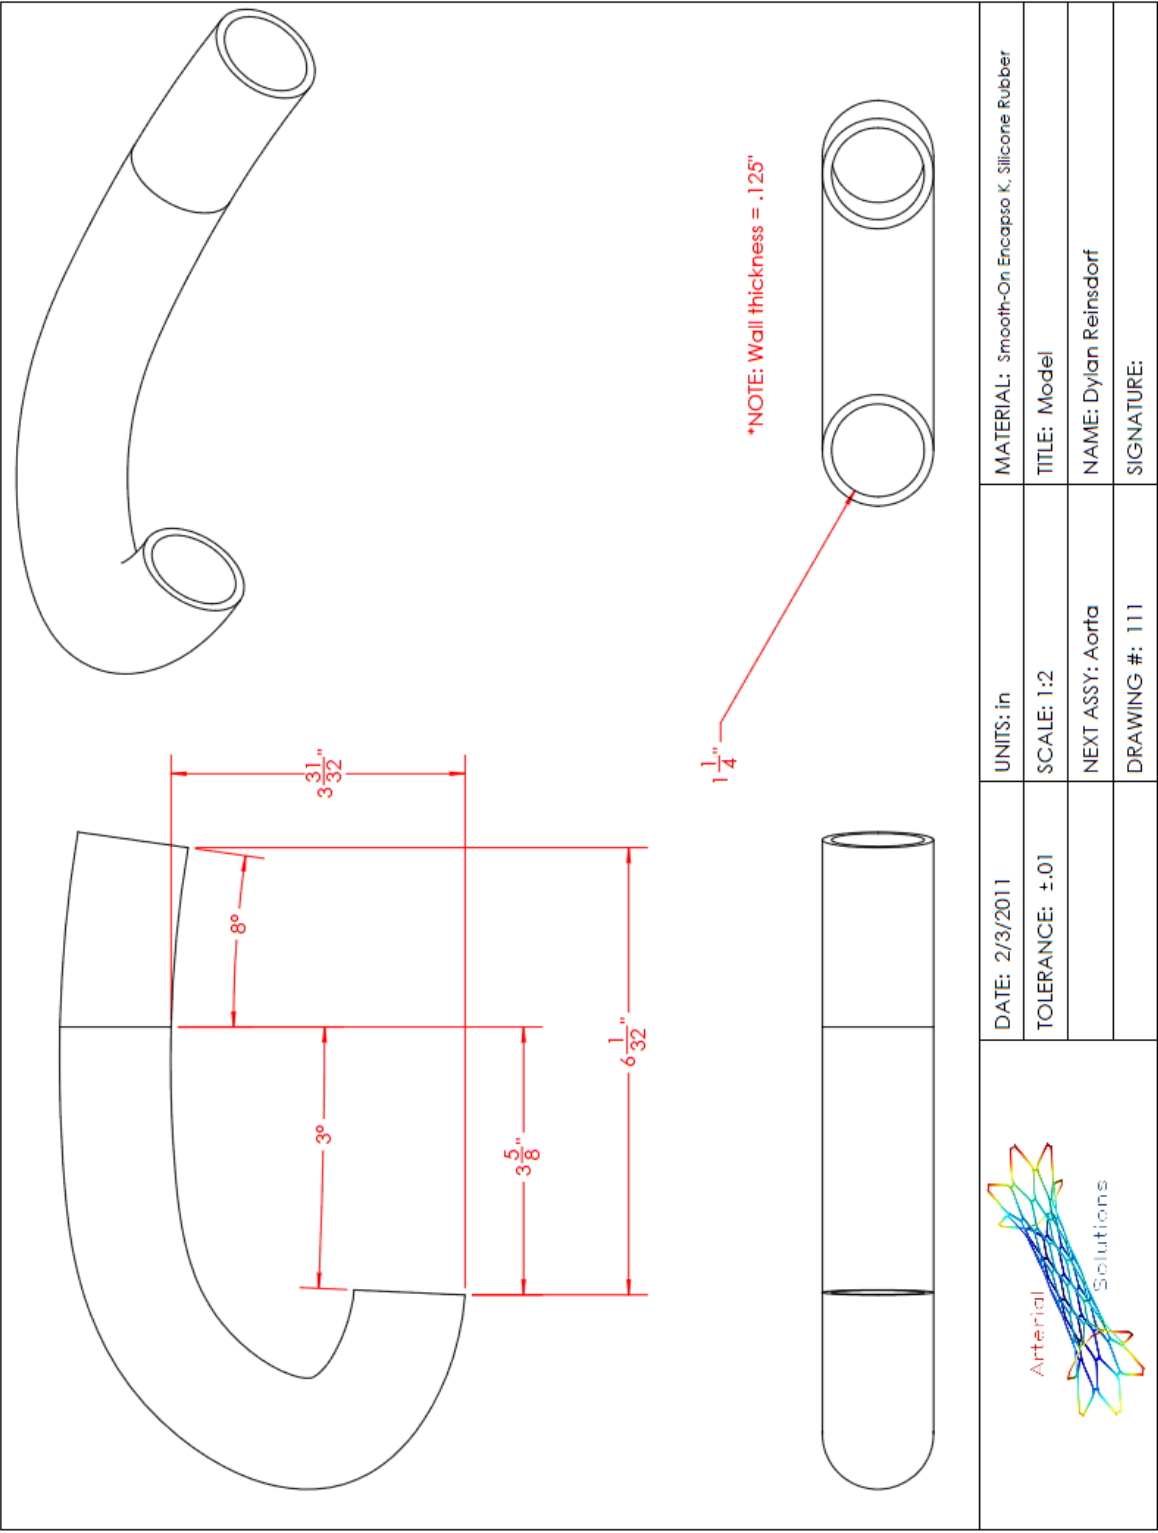 3 31/32"
8°
3°
3 5/8"
6 1/32"
*NOTE: Wall thickness = .125"
1 1/4"
Arterial
Solutions
DATE: 2/3/2011
UNITS: in
MATERIAL: Smooth-On Encapso K, Silicone Rubber
TOLERANCE: ±.01
SCALE: 1:2
TITLE: Model
NEXT ASSY: Aorta
NAME: Dylan Reinsdorf
DRAWING #: 111
SIGNATURE: